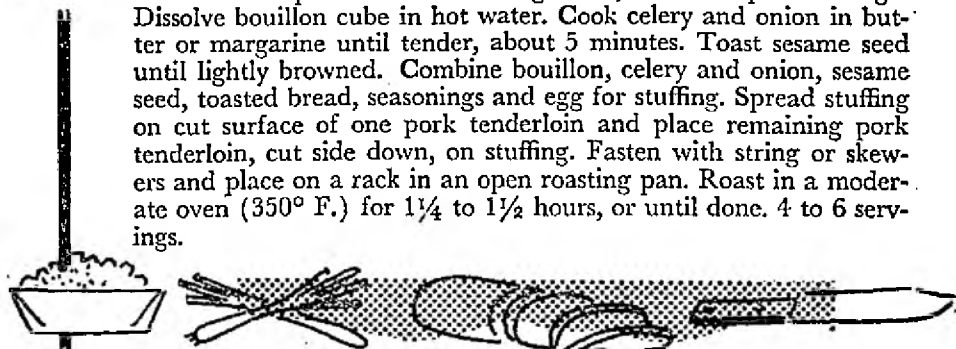 Dissolve bouillon cube in hot water. Cook celery and onion in but-
ter or margarine until tender, about 5 minutes. Toast sesame seed
until lightly browned. Combine bouillon, celery and onion, sesame
seed, toasted bread, seasonings and egg for stuffing. Spread stuffing
on cut surface of one pork tenderloin and place remaining pork
tenderloin, cut side down, on stuffing. Fasten with string or skew-
ers and place on a rack in an open roasting pan. Roast in a moder-
ate oven (350° F.) for 1¼ to 1½ hours, or until done. 4 to 6 serv-
ings.